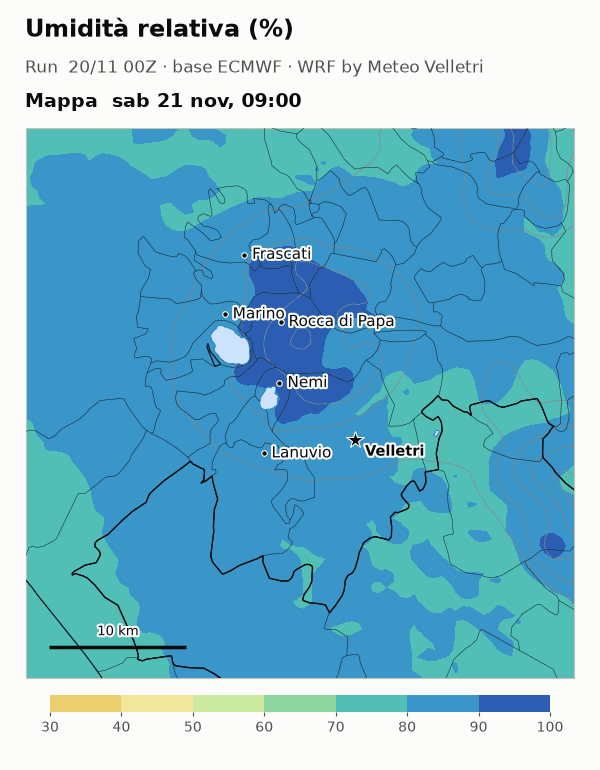 Umidità relativa (%)
Run  20/11 00Z · base ECMWF · WRF by Meteo Velletri
Mappa  sab 21 nov, 09:00
Frascati
Marino
Rocca di Papa
Nemi
Velletri
Lanuvio
10 km
30 40 50 60 70 80 90 100